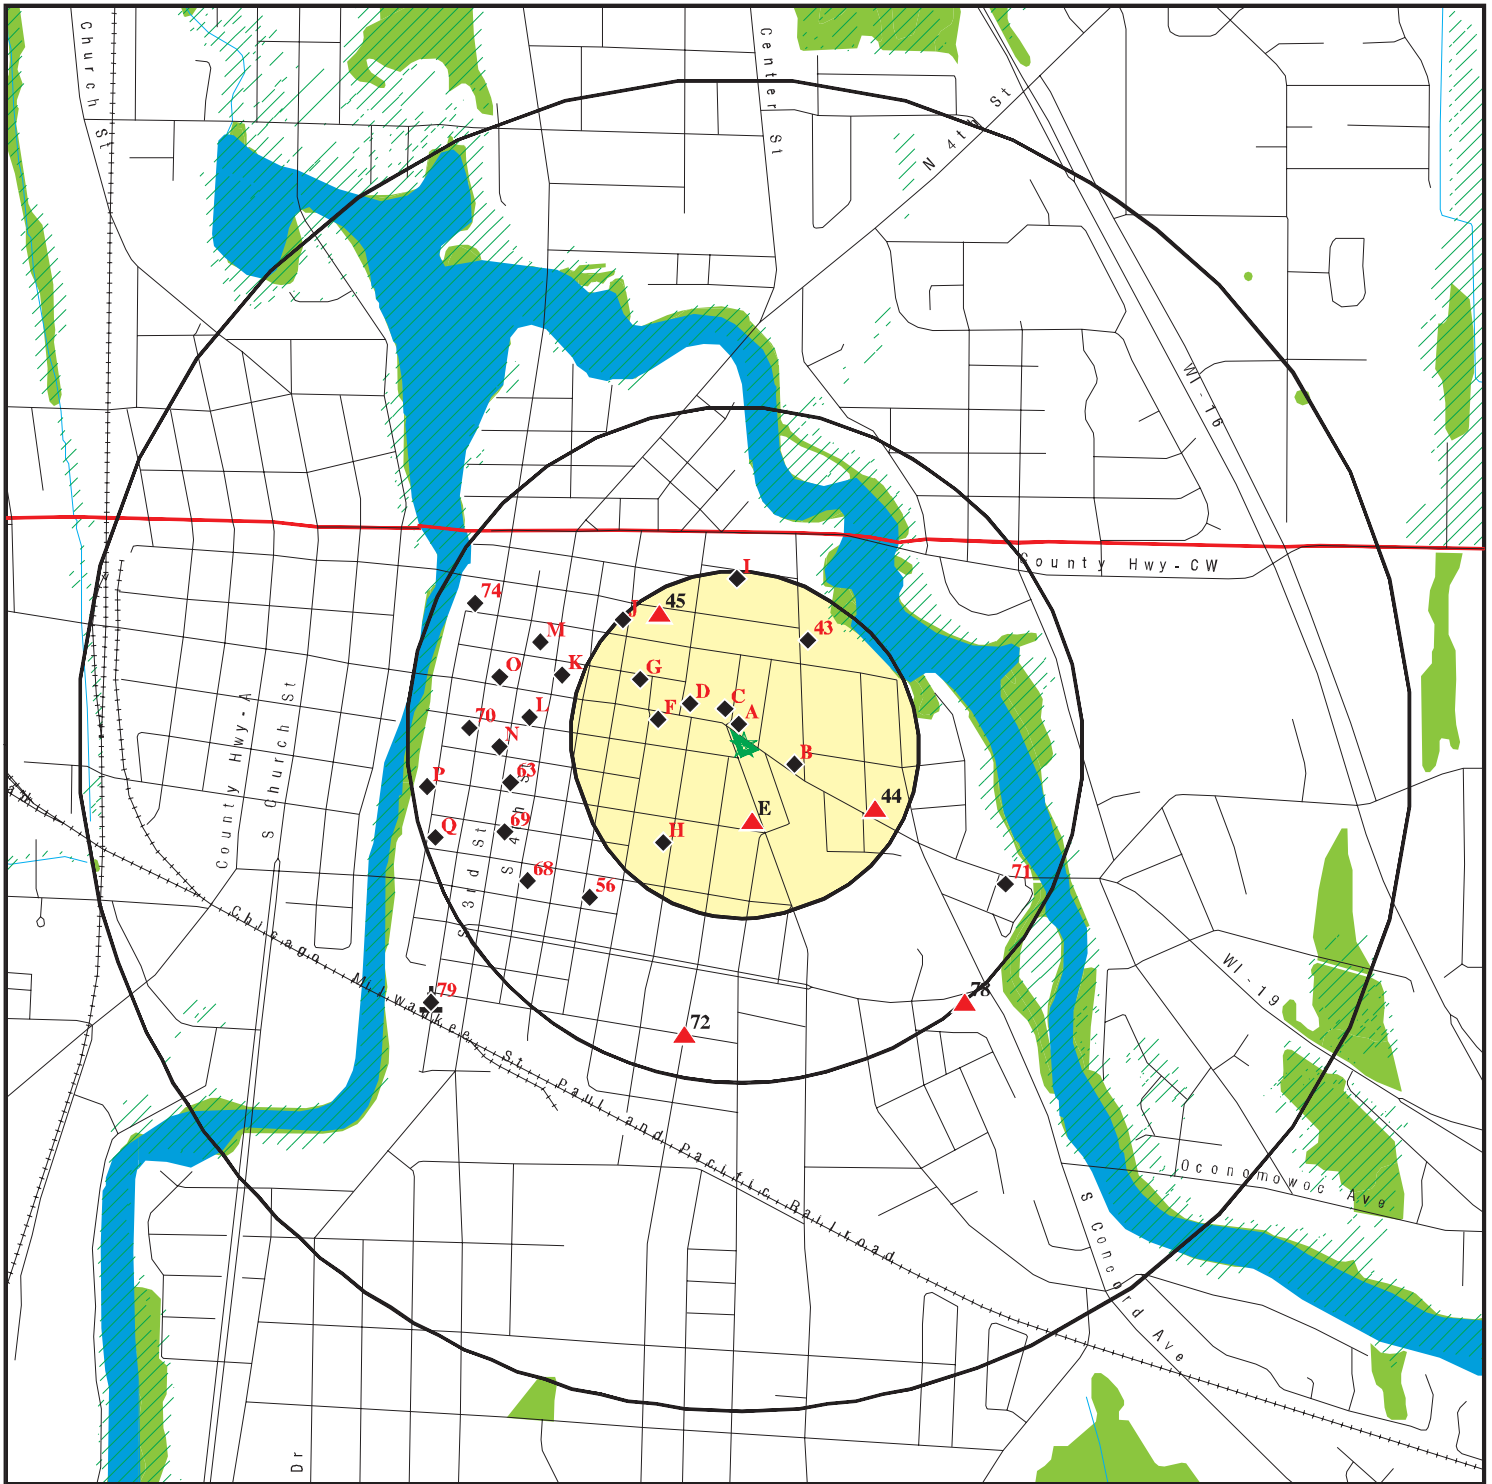 Church St
Center St
N 4th St
WI-16
County Hwy-CW
I
74
J
45
M
43
O
K
G
D
C
F
A
L
70
N
B
P
63
44
E
Q
69
H
County Hwy-A
S Church St
S 4th St
S 3rd St
68
56
71
Chicago, Milwaukee, St Paul and Pacific Railroad
79
78
72
WI-19
Oconomowoc Ave
S Concord Ave
Dr